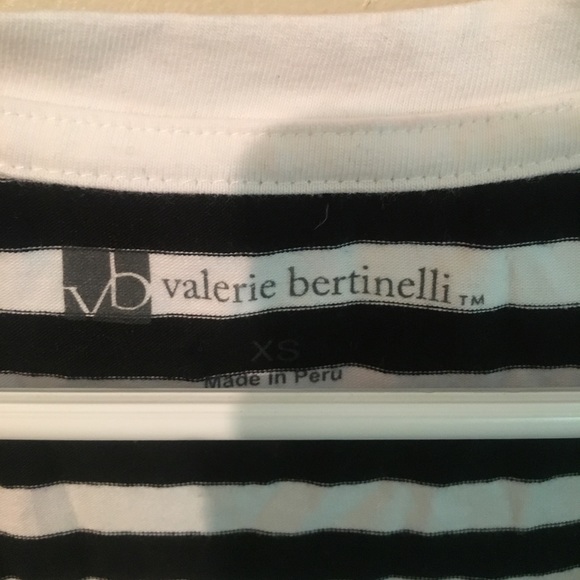 vb valerie bertinelli™
XS
Made in Peru